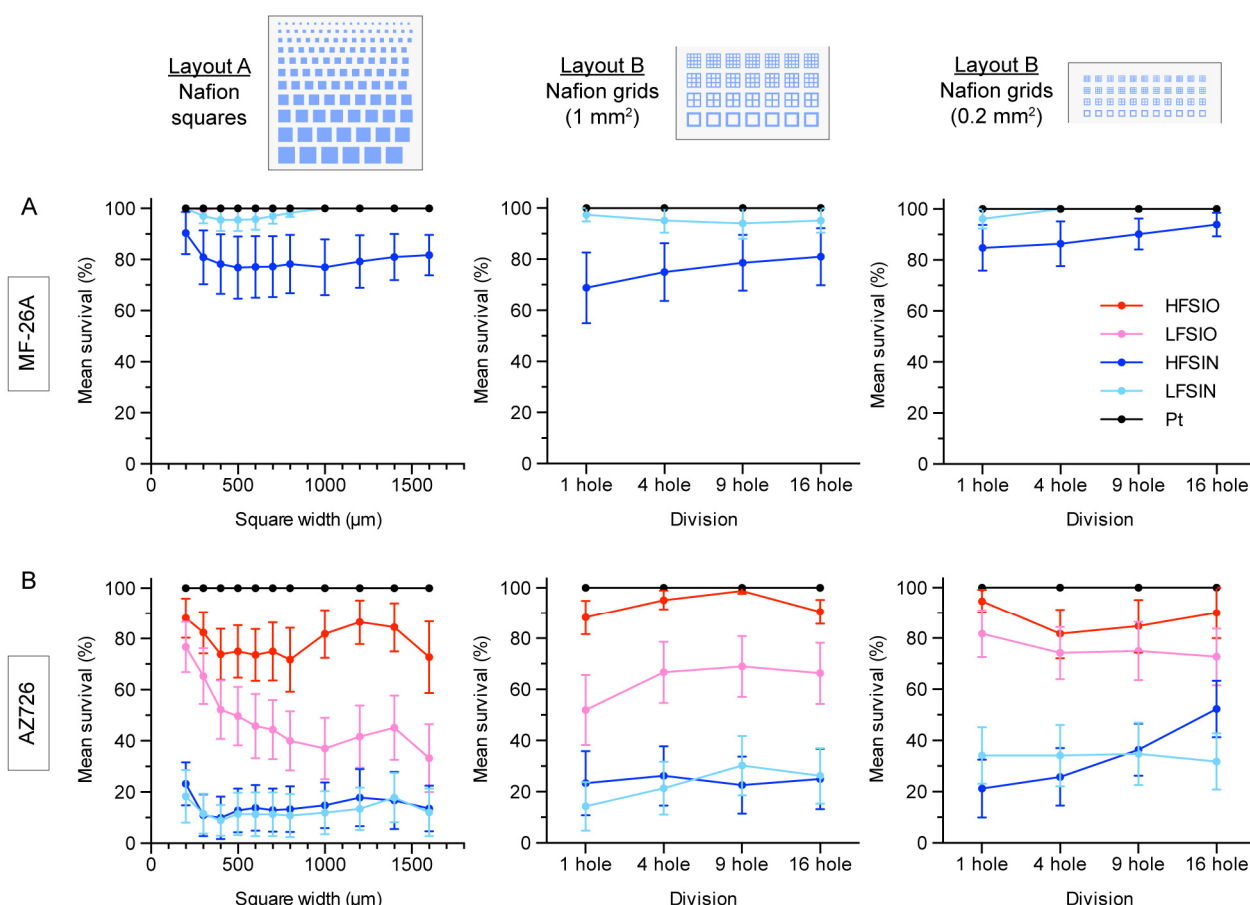 Layout A
Nafion
squares
Layout B
Nafion grids
(1 mm²)
Layout B
Nafion grids
(0.2 mm²)
A
MF-26A
Mean survival (%)
100
80
60
40
20
0
0 500 1000 1500
Square width (µm)
Mean survival (%)
100
80
60
40
20
0
1 hole 4 hole 9 hole 16 hole
Division
Mean survival (%)
100
80
60
40
20
0
1 hole 4 hole 9 hole 16 hole
Division
HFSIO
LFSIO
HFSIN
LFSIN
Pt
B
AZ726
Mean survival (%)
100
80
60
40
20
0
0 500 1000 1500
Square width (µm)
Mean survival (%)
100
80
60
40
20
0
1 hole 4 hole 9 hole 16 hole
Division
Mean survival (%)
100
80
60
40
20
0
1 hole 4 hole 9 hole 16 hole
Division